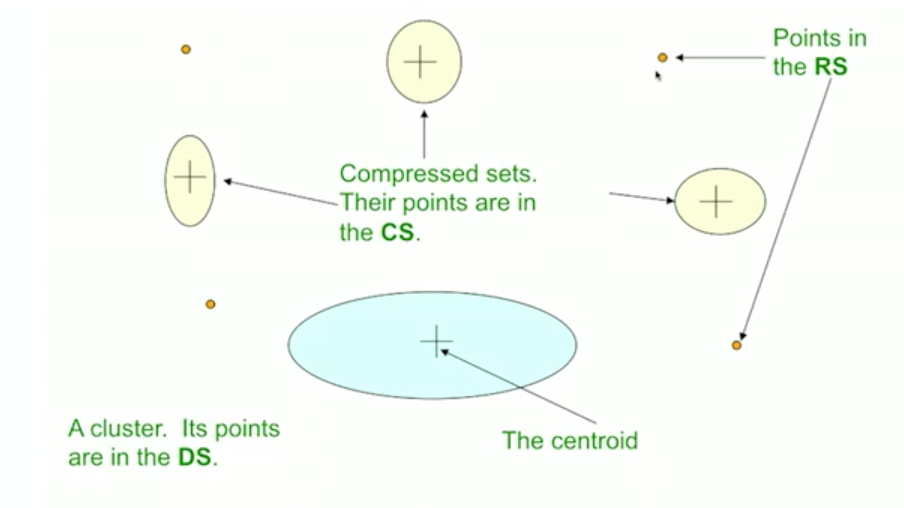 Points in
the RS
Compressed sets.
Their points are in
the CS.
A cluster.  Its points
are in the DS.
The centroid